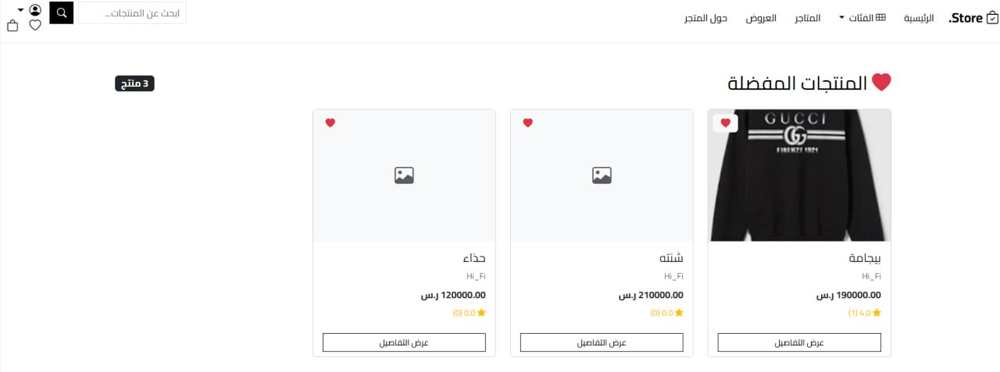 Store.
الرئيسية
الفئات
المتاجر
العروض
حول المتجر
ابحث عن المنتجات...
المنتجات المفضلة
3 منتج
GUCCI
FIRENZE 1921
بيجامة
Hi_Fi
190000.00 ر.س
4.0 (1)
عرض التفاصيل
شنته
Hi_Fi
210000.00 ر.س
0.0 (0)
عرض التفاصيل
حذاء
Hi_Fi
120000.00 ر.س
0.0 (0)
عرض التفاصيل